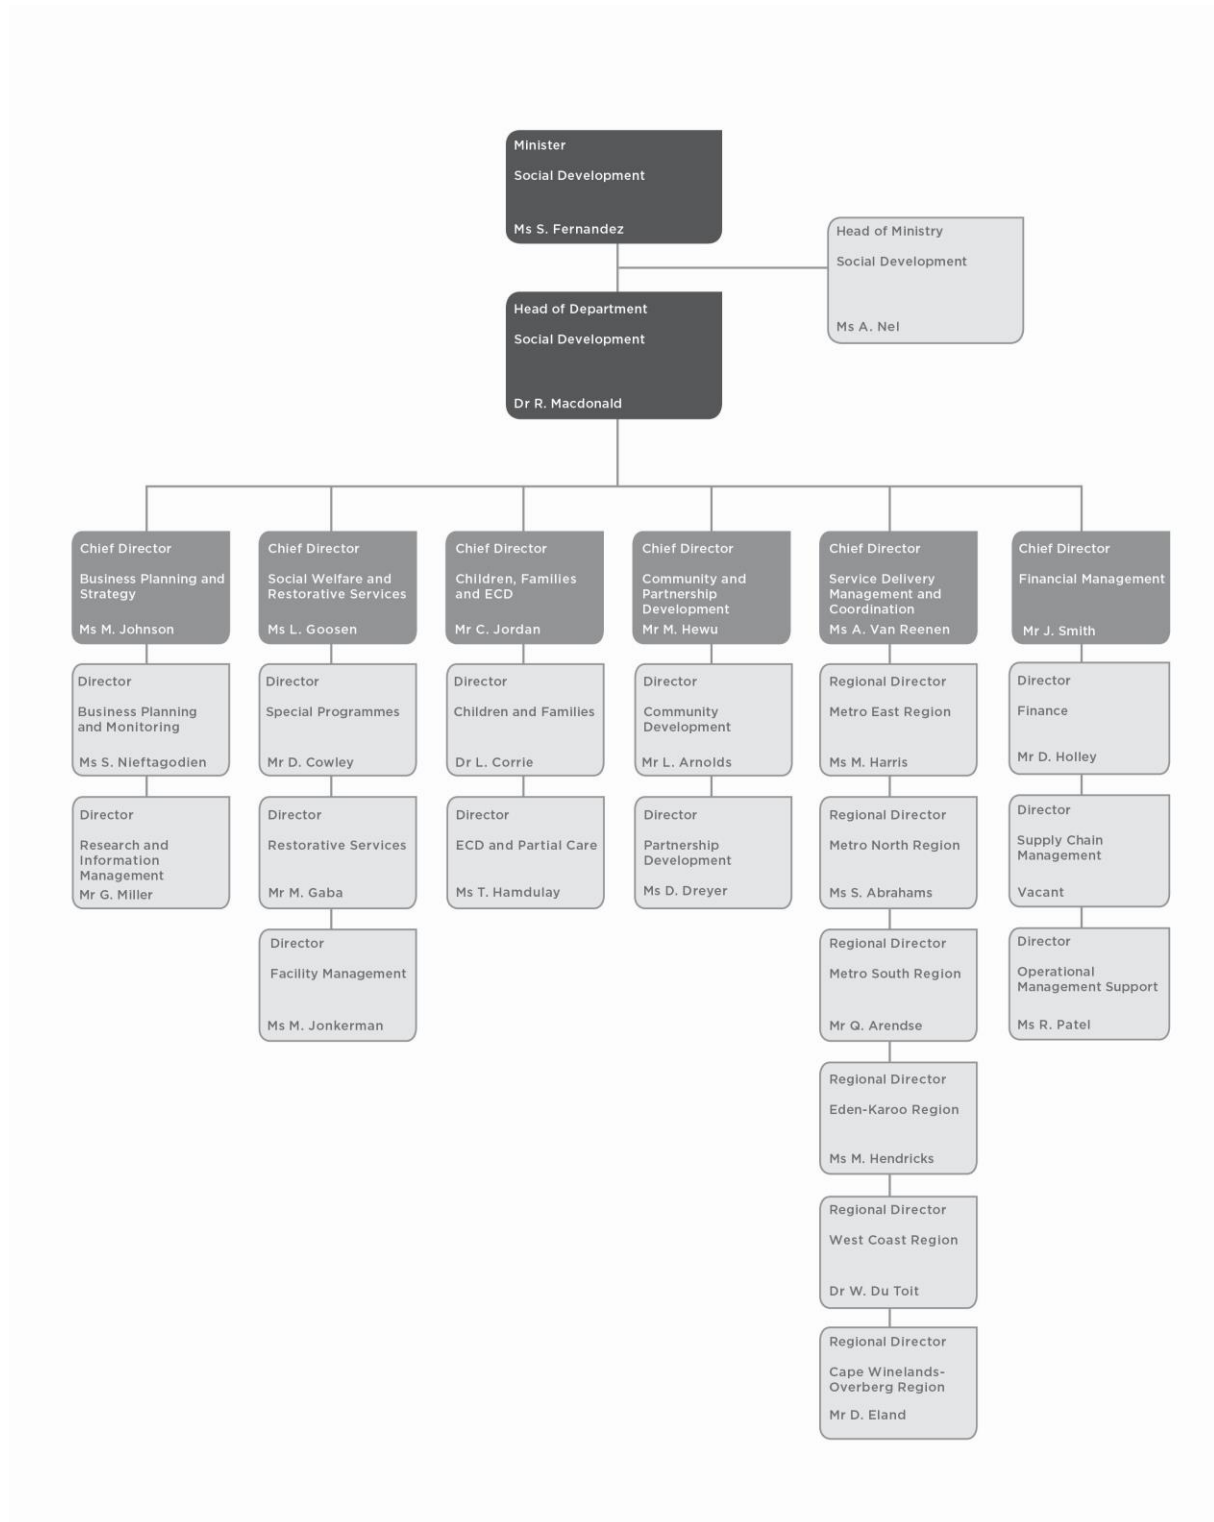 Minister
Social Development
Ms S. Fernandez
Head of Ministry
Social Development
Ms A. Nel
Head of Department
Social Development
Dr R. Macdonald
Chief Director
Business Planning and
Strategy
Ms M. Johnson
Director
Business Planning
and Monitoring
Ms S. Nieftagodien
Director
Research and
Information
Management
Mr G. Miller
Chief Director
Social Welfare and
Restorative Services
Ms L. Goosen
Director
Special Programmes
Mr D. Cowley
Director
Restorative Services
Mr M. Gaba
Director
Facility Management
Ms M. Jonkerman
Chief Director
Children, Families
and ECD
Mr C. Jordan
Director
Children and Families
Dr L. Corrie
Director
ECD and Partial Care
Ms T. Hamdulay
Chief Director
Community and
Partnership
Development
Mr M. Hewu
Director
Community
Development
Mr L. Arnolds
Director
Partnership
Development
Ms D. Dreyer
Chief Director
Service Delivery
Management and
Coordination
Ms A. Van Reenen
Regional Director
Metro East Region
Ms M. Harris
Regional Director
Metro North Region
Ms S. Abrahams
Regional Director
Metro South Region
Mr Q. Arendse
Regional Director
Eden-Karoo Region
Ms M. Hendricks
Regional Director
West Coast Region
Dr W. Du Toit
Regional Director
Cape Winelands-
Overberg Region
Mr D. Eland
Chief Director
Financial Management
Mr J. Smith
Director
Finance
Mr D. Holley
Director
Supply Chain
Management
Vacant
Director
Operational
Management Support
Ms R. Patel